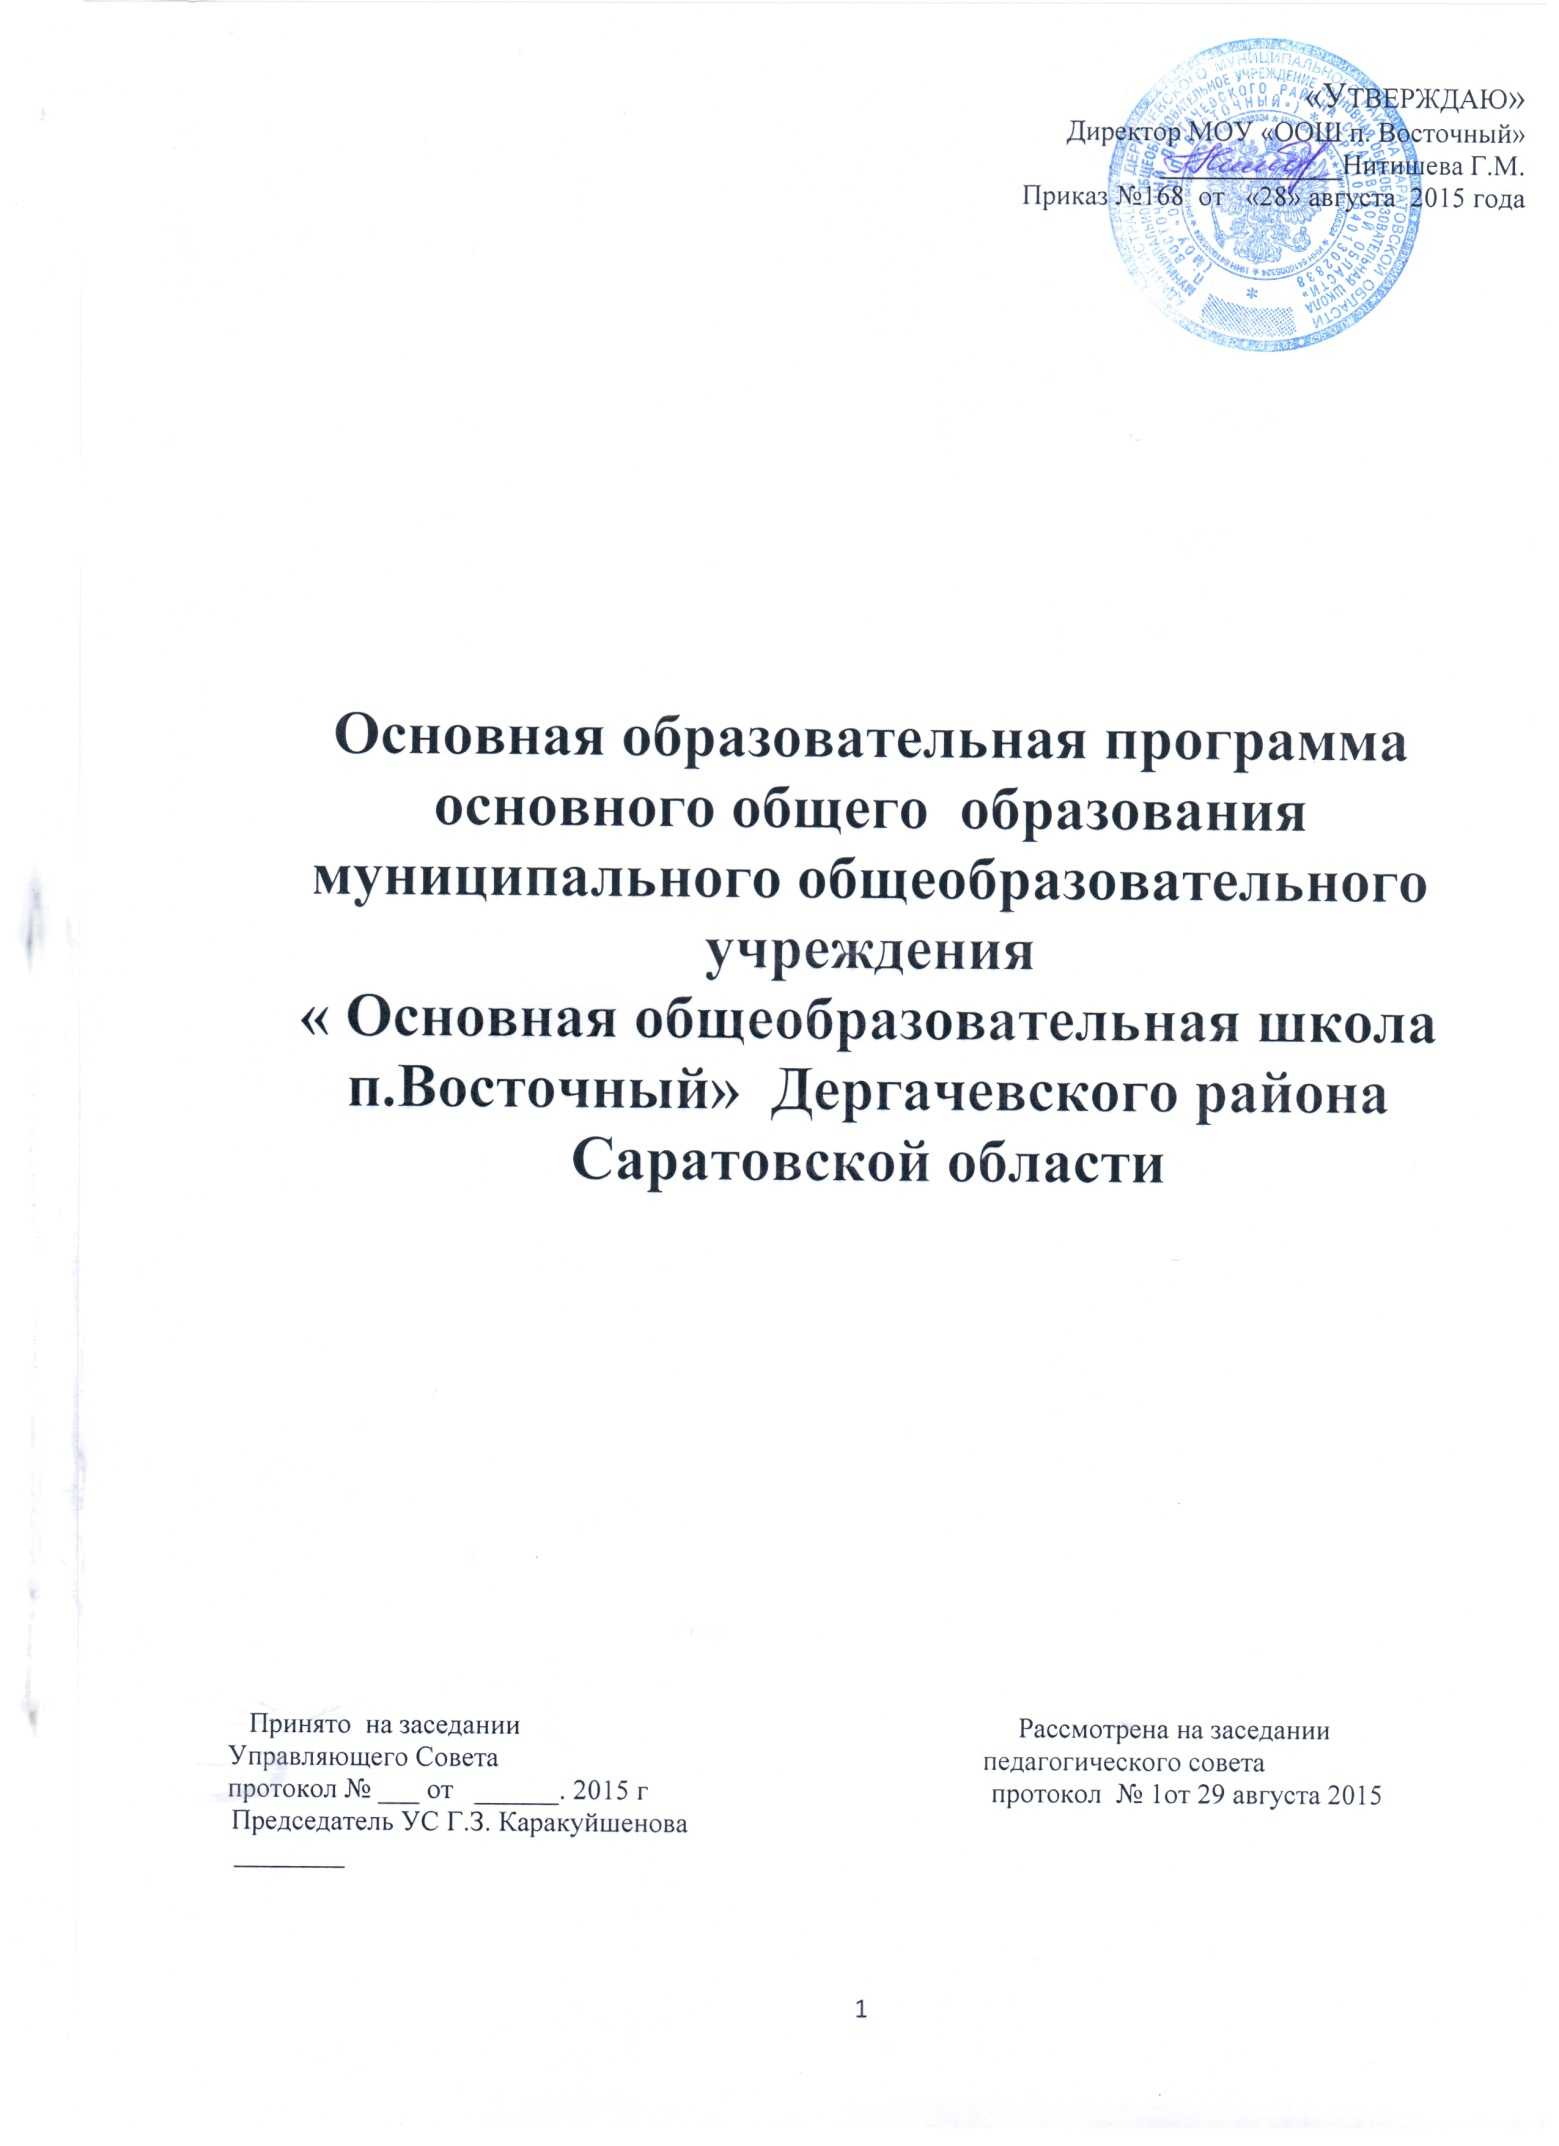 «УТВЕРЖДАЮ»
Директор МОУ «ООШ п. Восточный»
_____________Нитишева Г.М.
Приказ №168 от «28» августа 2015 года
Основная образовательная программа
основного общего образования
муниципального общеобразовательного
учреждения
« Основная общеобразовательная школа
п.Восточный» Дергачевского района
Саратовской области
Принято на заседании
Управляющего Совета
протокол № ___ от ______. 2015 г
Председатель УС Г.З. Каракуйшенова
________
Рассмотрена на заседании
педагогического совета
протокол № 1от 29 августа 2015
1